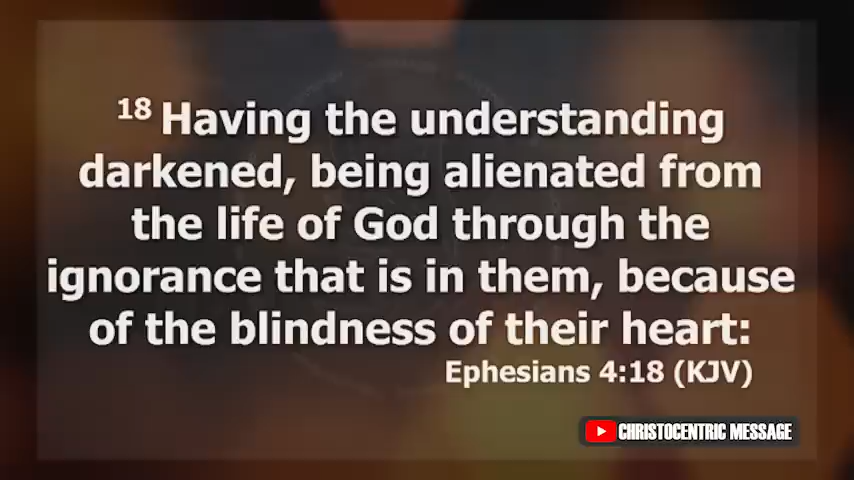 18 Having the understanding
darkened, being alienated from
the life of God through the
ignorance that is in them, because
of the blindness of their heart:
Ephesians 4:18 (KJV)
CHRISTOCENTRIC MESSAGE